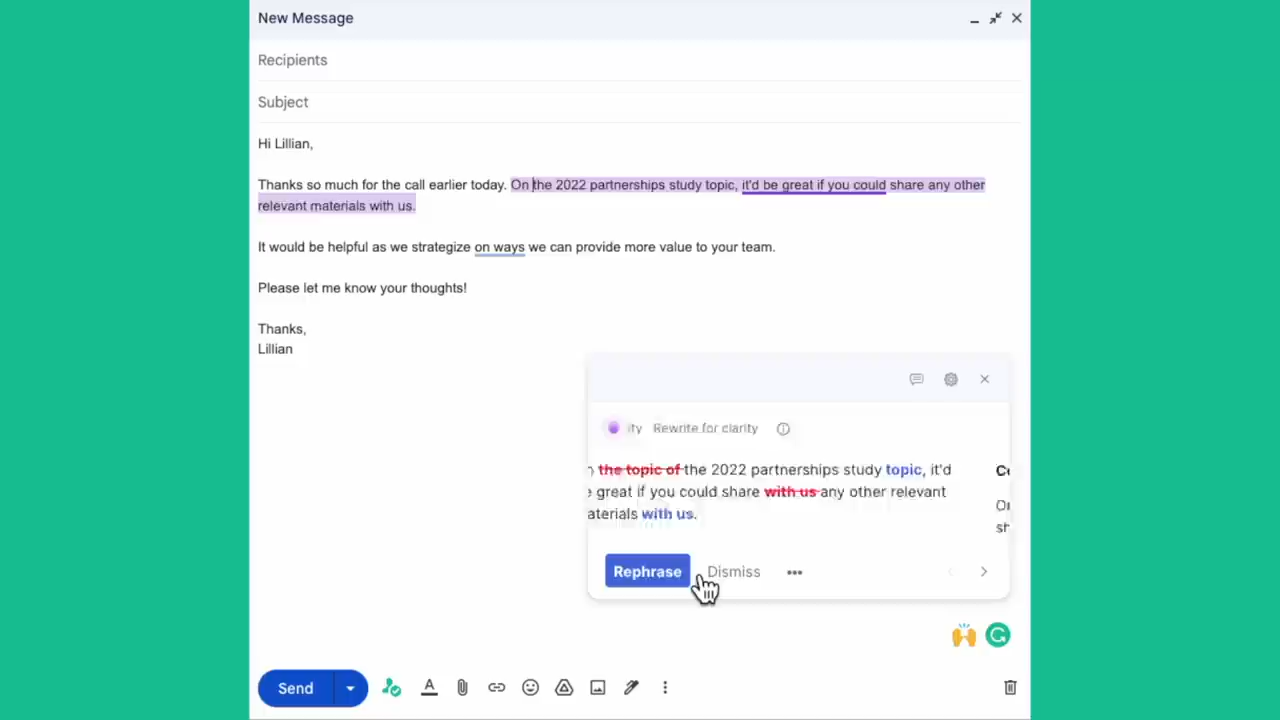 New Message
Recipients
Subject
Hi Lillian,
Thanks so much for the call earlier today. On the 2022 partnerships study topic, it'd be great if you could share any other
relevant materials with us.
It would be helpful as we strategize on ways we can provide more value to your team.
Please let me know your thoughts!
Thanks,
Lillian
ity Rewrite for clarity
the topic of the 2022 partnerships study topic, it'd
great if you could share with us any other relevant
aterials with us.
Rephrase Dismiss
Send